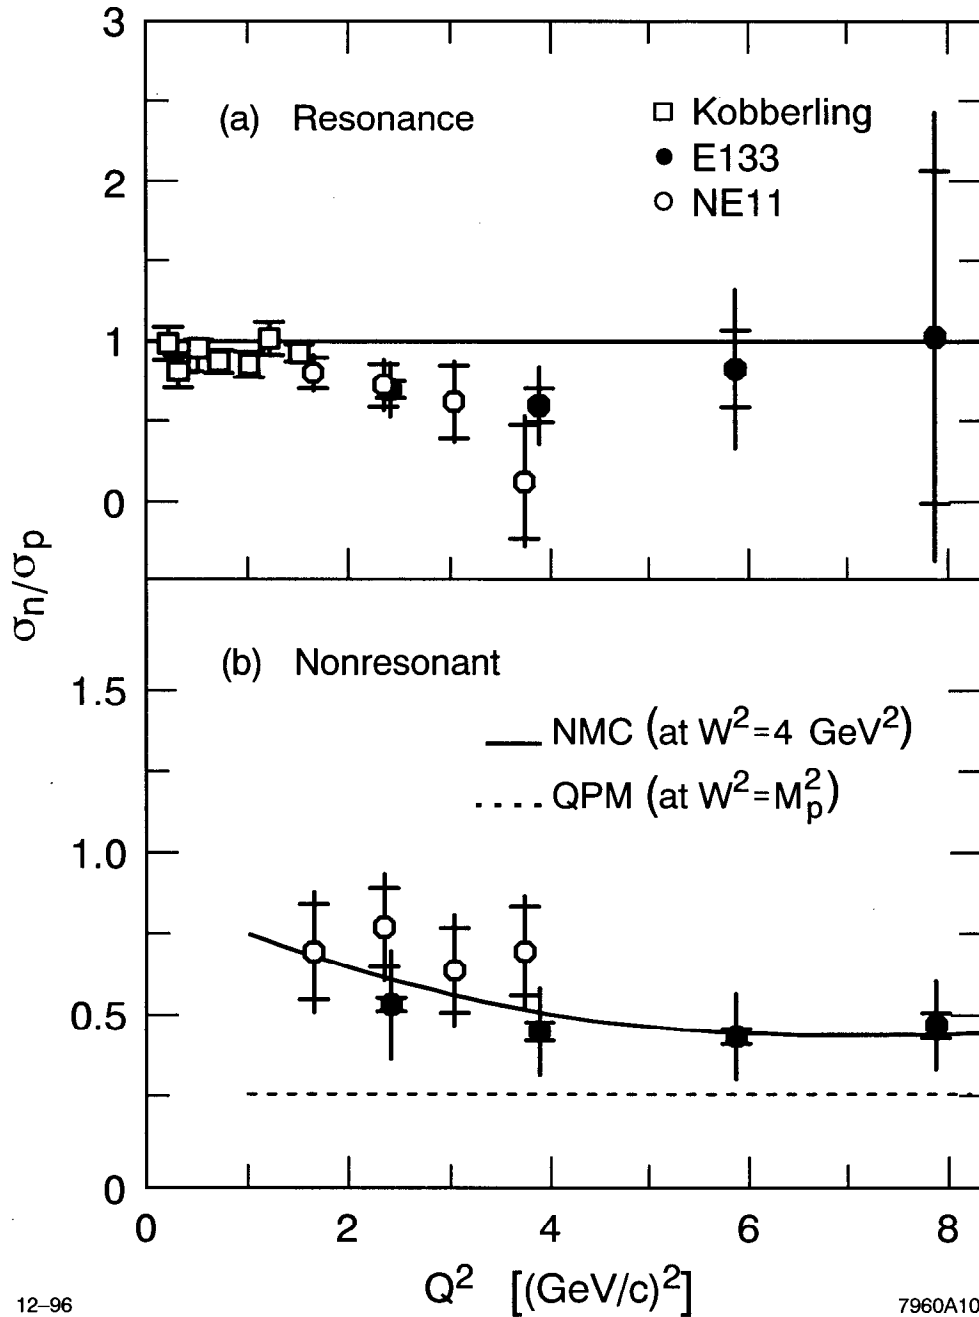 3
(a) Resonance
Kobberling
E133
NE11
2
1
0
σn/σp
(b) Nonresonant
1.5
NMC (at W²=4 GeV²)
QPM (at W²=Mp²)
1.0
0.5
0
0 2 4 6 8
Q² [(GeV/c)²]
12–96
7960A10